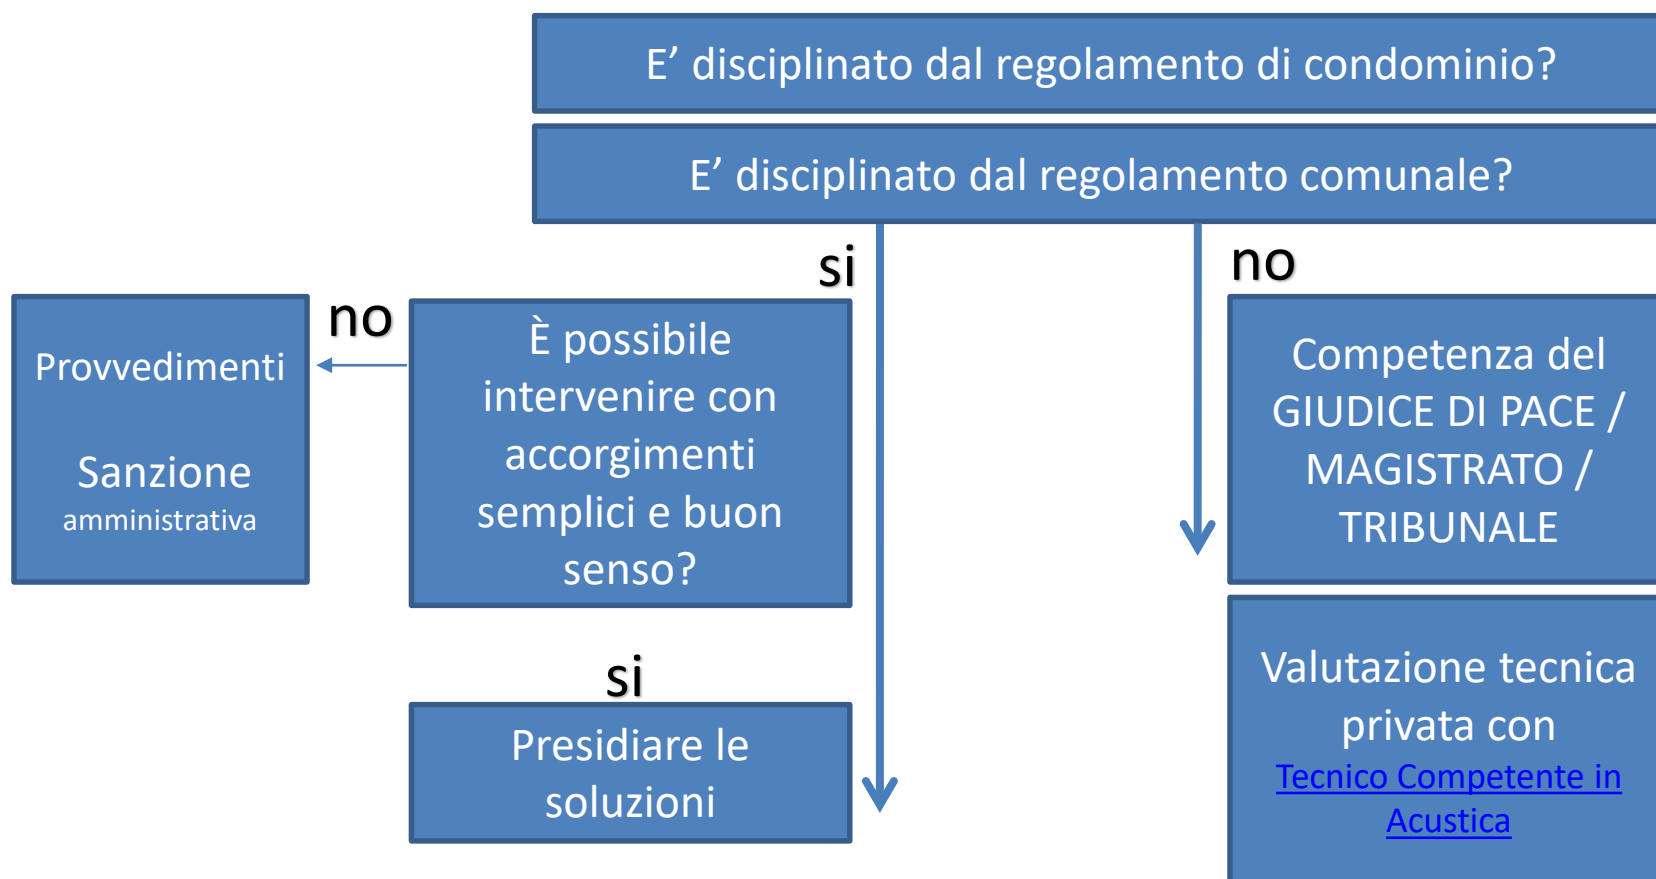 E’ disciplinato dal regolamento di condominio?
E’ disciplinato dal regolamento comunale?
si
no
no
Provvedimenti
Sanzione
amministrativa
È possibile
intervenire con
accorgimenti
semplici e buon
senso?
si
Presidiare le
soluzioni
Competenza del
GIUDICE DI PACE /
MAGISTRATO /
TRIBUNALE
Valutazione tecnica
privata con
Tecnico Competente in
Acustica